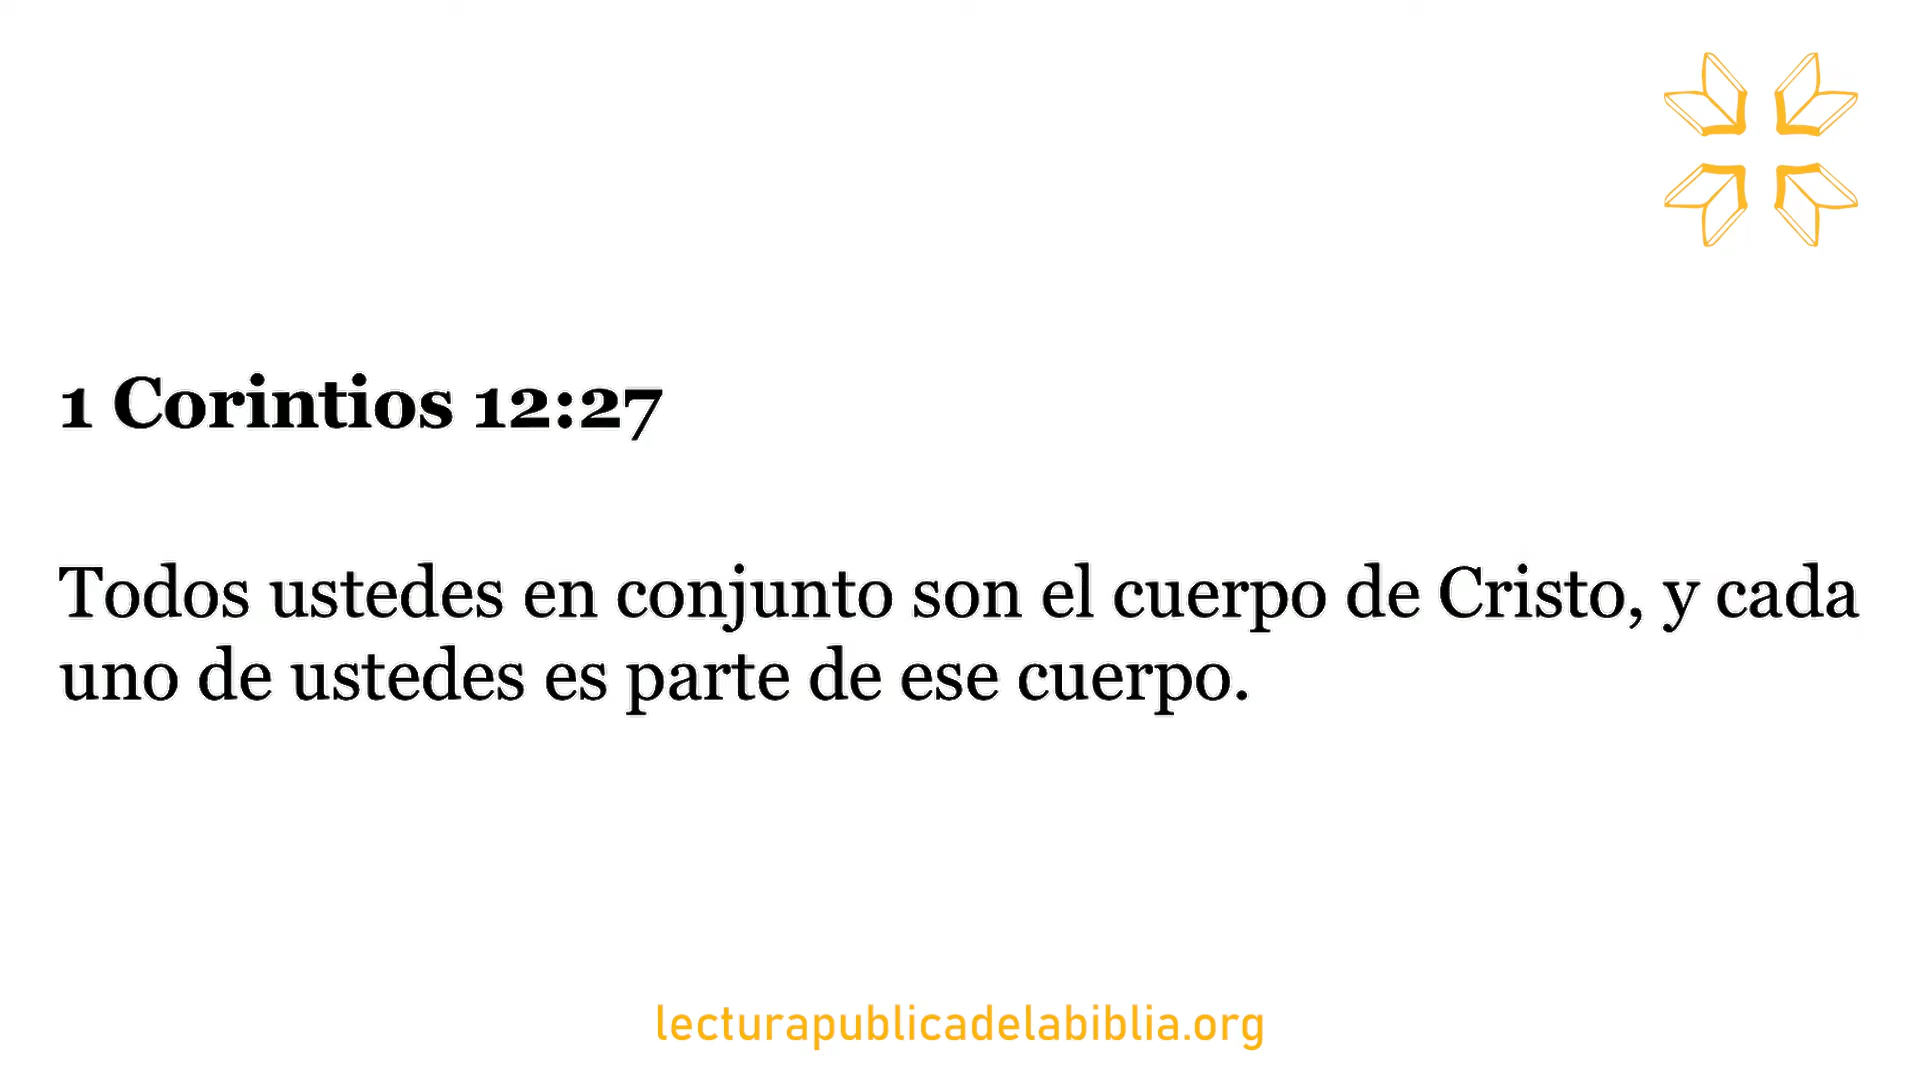 1 Corintios 12:27
Todos ustedes en conjunto son el cuerpo de Cristo, y cada
uno de ustedes es parte de ese cuerpo.
lecturapublicadelabiblia.org